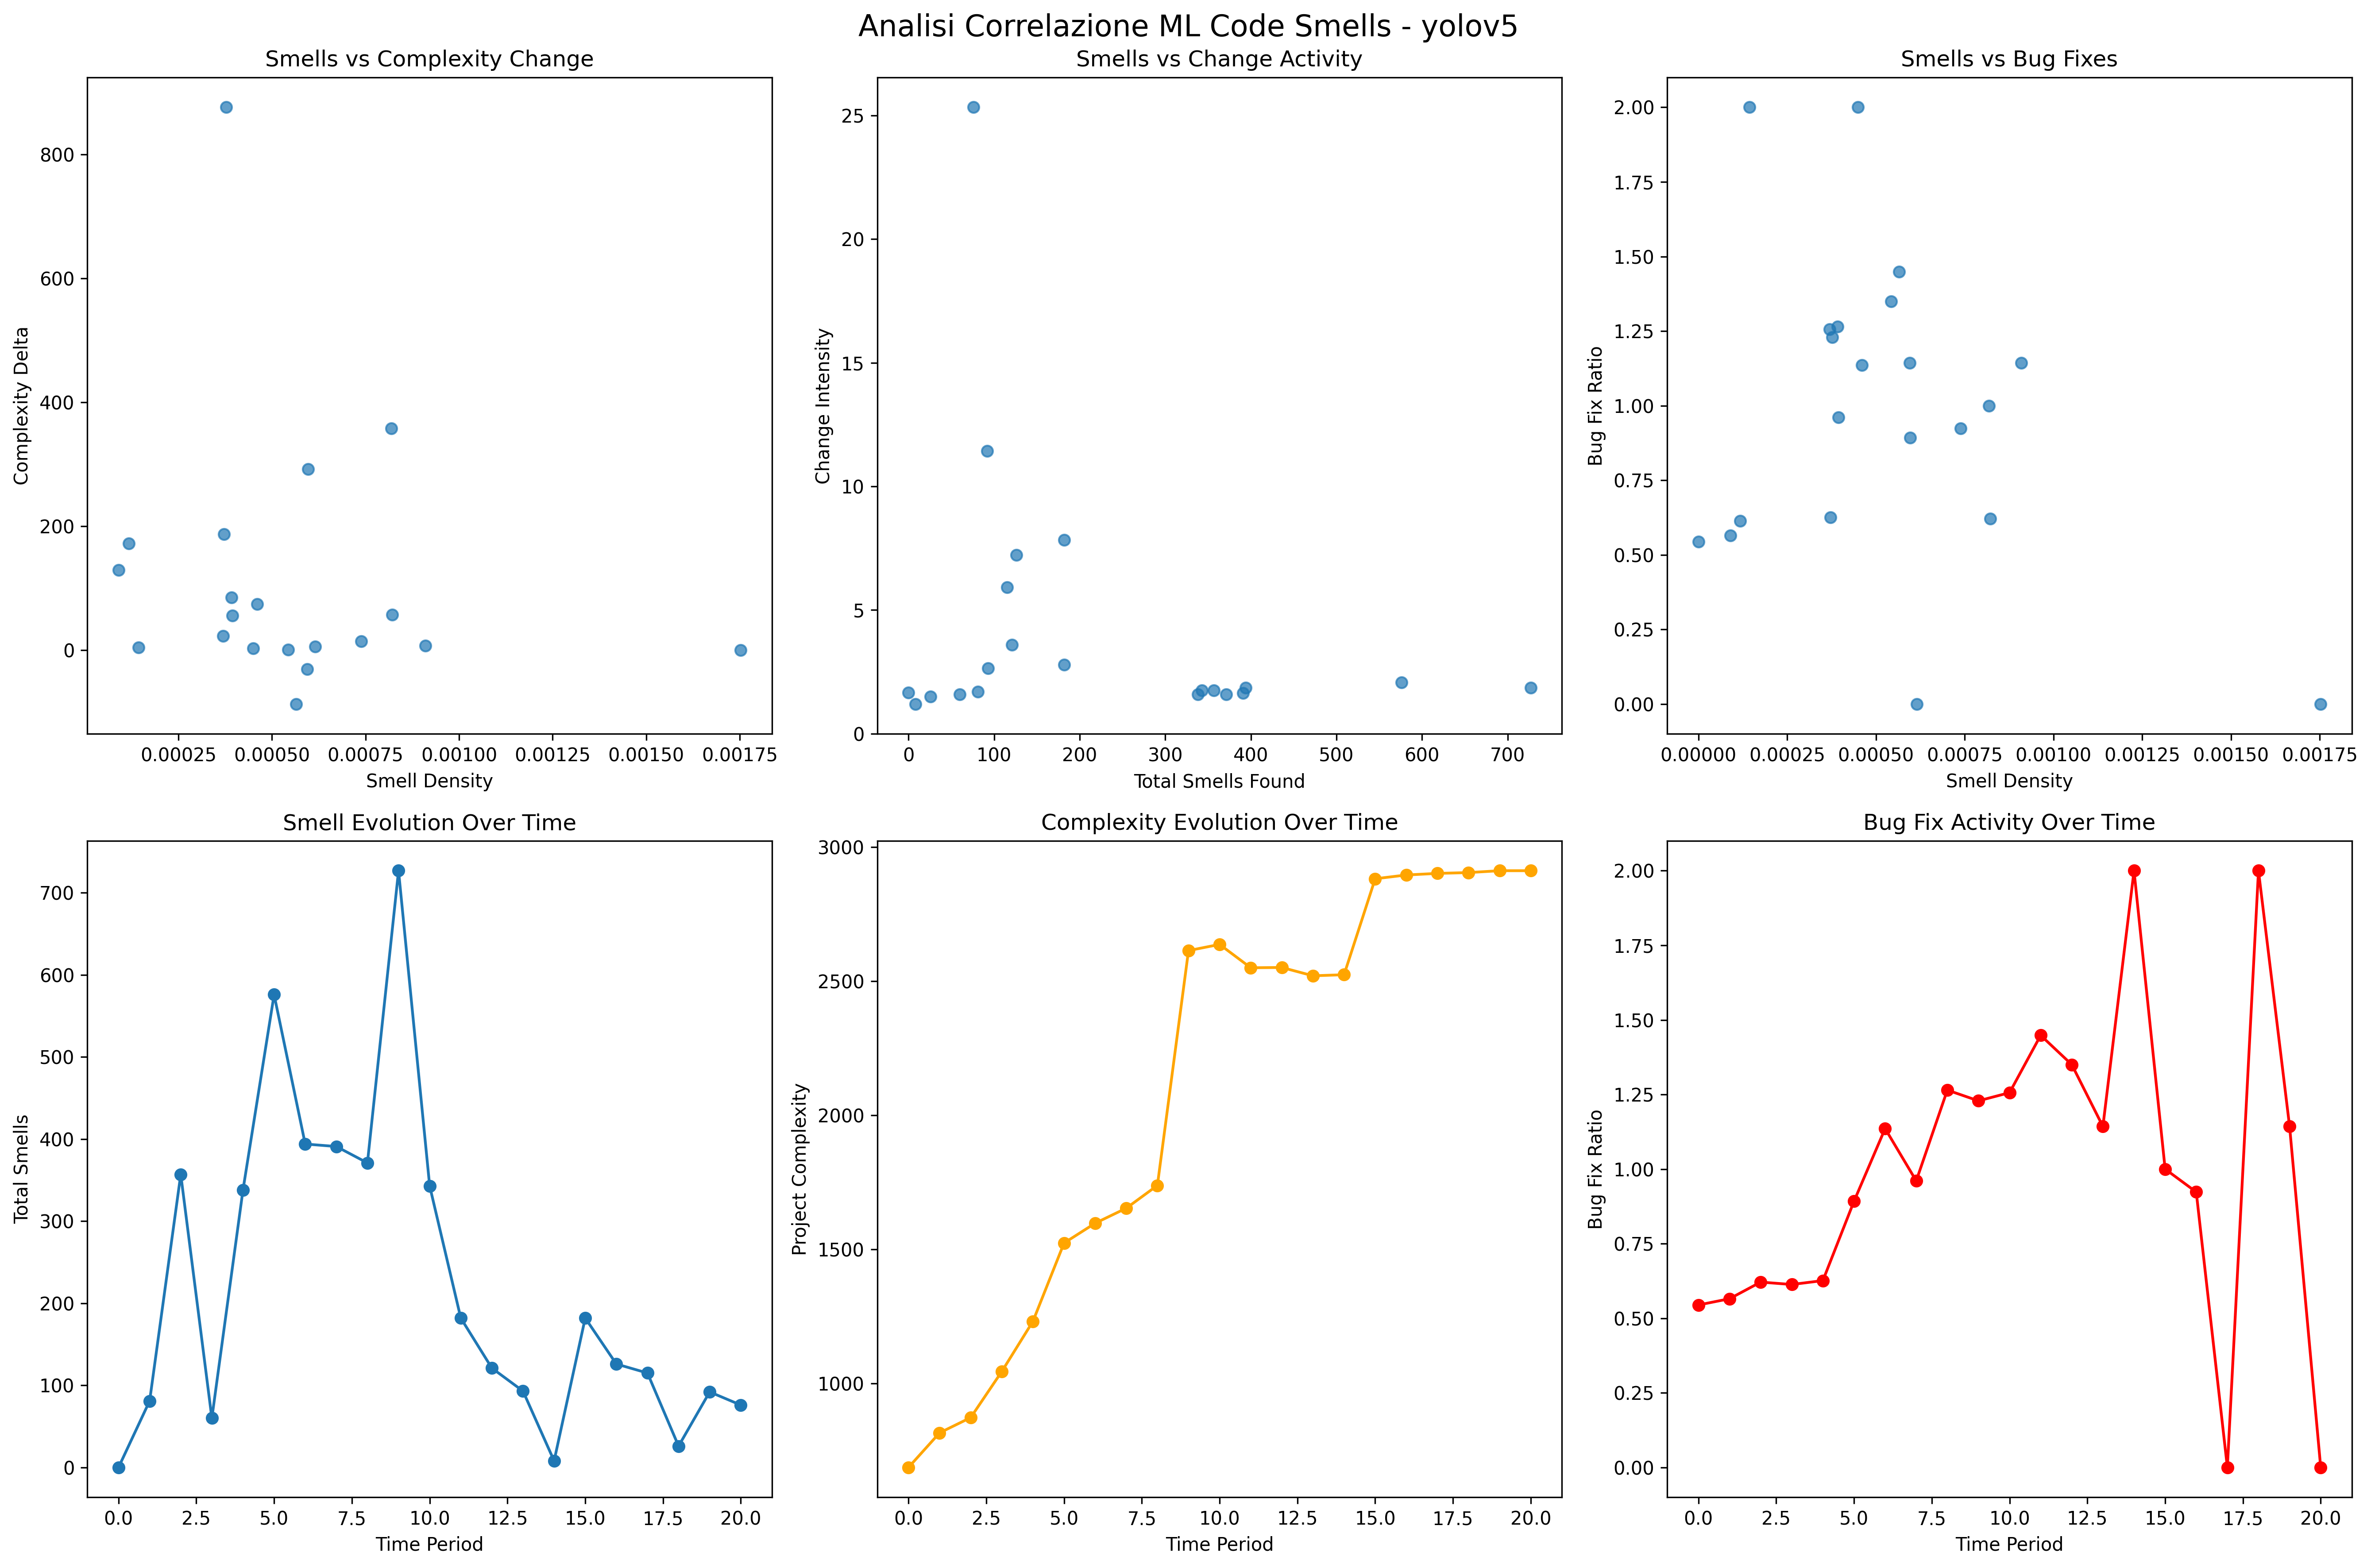 Analisi Correlazione ML Code Smells - yolov5
Smells vs Complexity Change
Complexity Delta
800
600
400
200
0
0.00025 0.00050 0.00075 0.00100 0.00125 0.00150 0.00175
Smell Density
Smells vs Change Activity
Change Intensity
25
20
15
10
5
0
0 100 200 300 400 500 600 700
Total Smells Found
Smells vs Bug Fixes
Bug Fix Ratio
2.00
1.75
1.50
1.25
1.00
0.75
0.50
0.25
0.00
0.00000 0.00025 0.00050 0.00075 0.00100 0.00125 0.00150 0.00175
Smell Density
Smell Evolution Over Time
Total Smells
700
600
500
400
300
200
100
0
0.0 2.5 5.0 7.5 10.0 12.5 15.0 17.5 20.0
Time Period
Complexity Evolution Over Time
Project Complexity
3000
2500
2000
1500
1000
0.0 2.5 5.0 7.5 10.0 12.5 15.0 17.5 20.0
Time Period
Bug Fix Activity Over Time
Bug Fix Ratio
2.00
1.75
1.50
1.25
1.00
0.75
0.50
0.25
0.00
0.0 2.5 5.0 7.5 10.0 12.5 15.0 17.5 20.0
Time Period